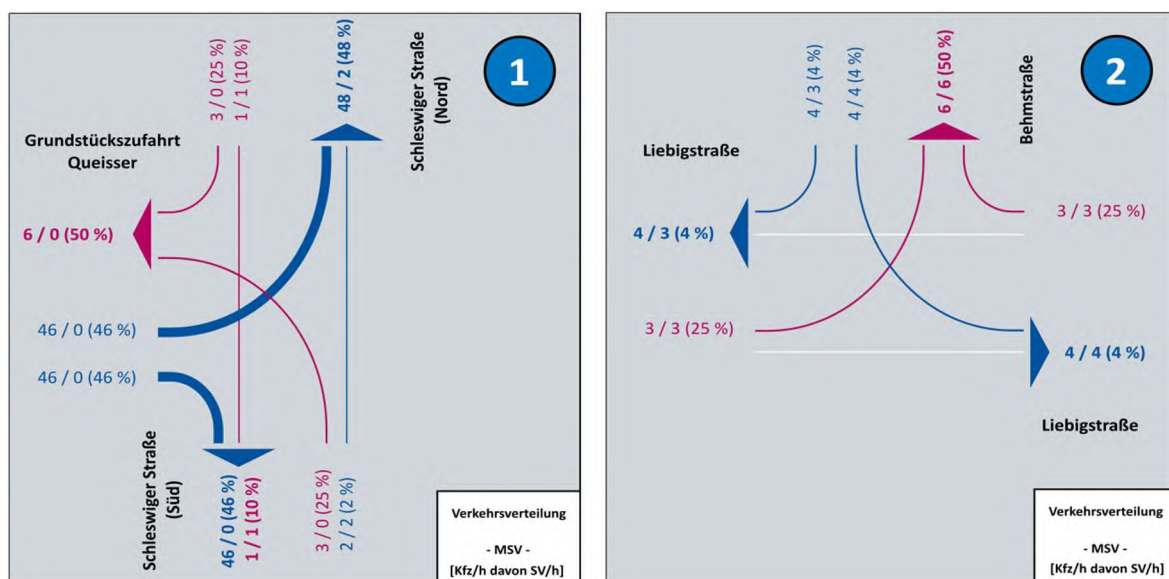 3 / 0 (25 %)
1 / 1 (10 %)
48 / 2 (48 %)
Schleswiger Straße
(Nord)
1
Grundstückszufahrt
Queisser
6 / 0 (50 %)
46 / 0 (46 %)
46 / 0 (46 %)
Schleswiger Straße
(Süd)
46 / 0 (46 %)
1 / 1 (10 %)
3 / 0 (25 %)
2 / 2 (2 %)
Verkehrsverteilung
- MSV -
[Kfz/h davon SV/h]
4 / 3 (4 %)
4 / 4 (4 %)
6 / 6 (50 %)
Behmstraße
2
Liebigstraße
4 / 3 (4 %)
3 / 3 (25 %)
3 / 3 (25 %)
4 / 4 (4 %)
Liebigstraße
Verkehrsverteilung
- MSV -
[Kfz/h davon SV/h]